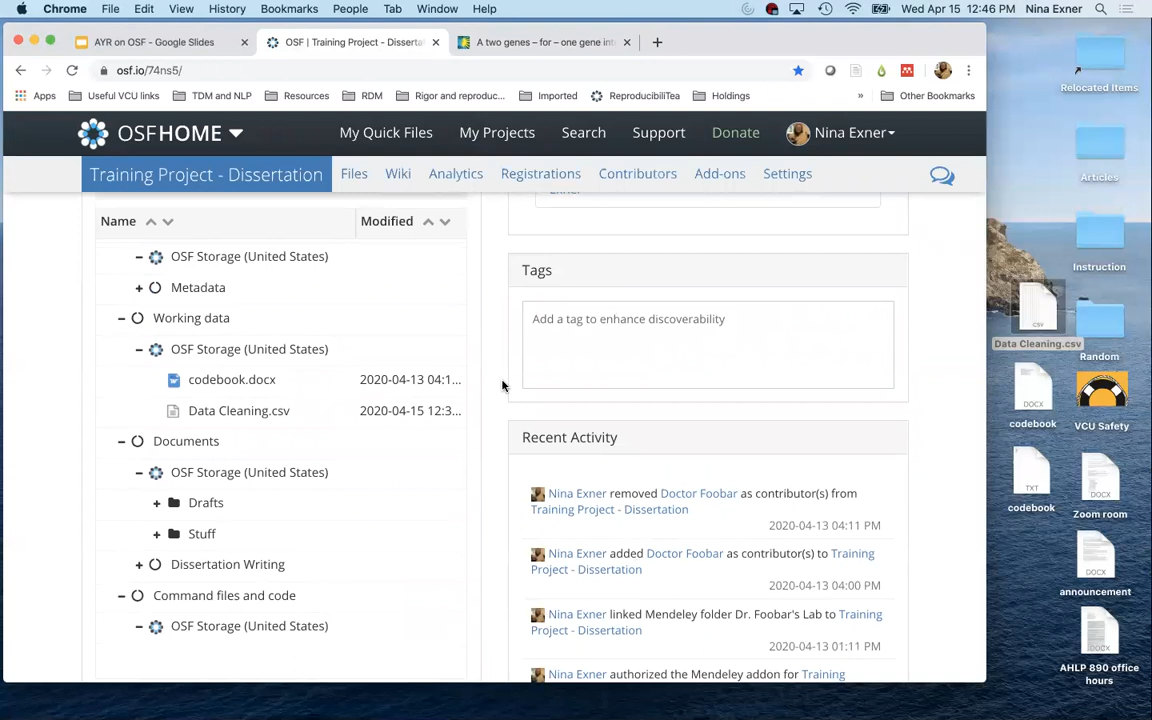 Chrome File Edit View History Bookmarks People Tab Window Help Wed Apr 15 12:46 PM Nina Exner
AYR on OSF - Google Slides OSF | Training Project - Disserta A two genes – for – one gene int
osf.io/74ns5/
Apps Useful VCU links TDM and NLP Resources RDM Rigor and reproduc... Imported ReproducibiliTea Holdings » Other Bookmarks
OSFHOME My Quick Files My Projects Search Support Donate Nina Exner
Training Project - Dissertation Files Wiki Analytics Registrations Contributors Add-ons Settings
Name Modified
OSF Storage (United States)
Metadata
Working data
OSF Storage (United States)
codebook.docx 2020-04-13 04:1...
Data Cleaning.csv 2020-04-15 12:3...
Documents
OSF Storage (United States)
Drafts
Stuff
Dissertation Writing
Command files and code
OSF Storage (United States)
Exner
Tags
Add a tag to enhance discoverability
Recent Activity
Nina Exner removed Doctor Foobar as contributor(s) from
Training Project - Dissertation
2020-04-13 04:11 PM
Nina Exner added Doctor Foobar as contributor(s) to Training
Project - Dissertation
2020-04-13 04:00 PM
Nina Exner linked Mendeley folder Dr. Foobar's Lab to Training
Project - Dissertation
2020-04-13 01:11 PM
Nina Exner authorized the Mendeley addon for Training
Relocated Items
Articles
Instruction
CSV
Data Cleaning.csv
Random
DOCX
codebook
VCU Safety
TXT
codebook
DOCX
Zoom room
DOCX
announcement
DOCX
AHLP 890 office
hours